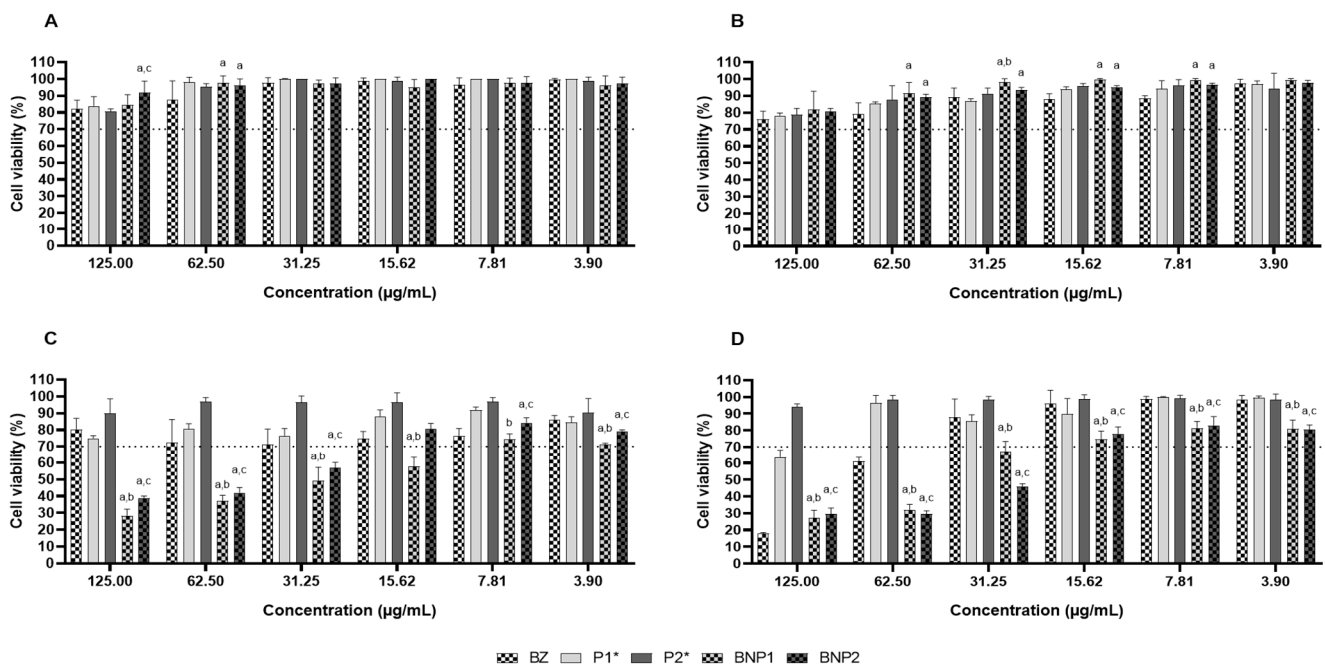 A
110
100
90
80
70
60
50
40
30
20
10
0
Cell viability (%)
a,c
a
a
125.00 62.50 31.25 15.62 7.81 3.90
Concentration (µg/mL)
B
110
100
90
80
70
60
50
40
30
20
10
0
Cell viability (%)
a
a
a,b
a
a
a
a
a
125.00 62.50 31.25 15.62 7.81 3.90
Concentration (µg/mL)
C
110
100
90
80
70
60
50
40
30
20
10
0
Cell viability (%)
a,b
a,c
a,b
a,c
a,b
a,c
a,b
b
a,c
a,b
a,c
125.00 62.50 31.25 15.62 7.81 3.90
Concentration (µg/mL)
D
110
100
90
80
70
60
50
40
30
20
10
0
Cell viability (%)
a,b
a,c
a,b
a,c
a,b
a,c
a,b
a,c
a,b
a,c
a,b
a,c
125.00 62.50 31.25 15.62 7.81 3.90
Concentration (µg/mL)
BZ P1* P2* BNP1 BNP2